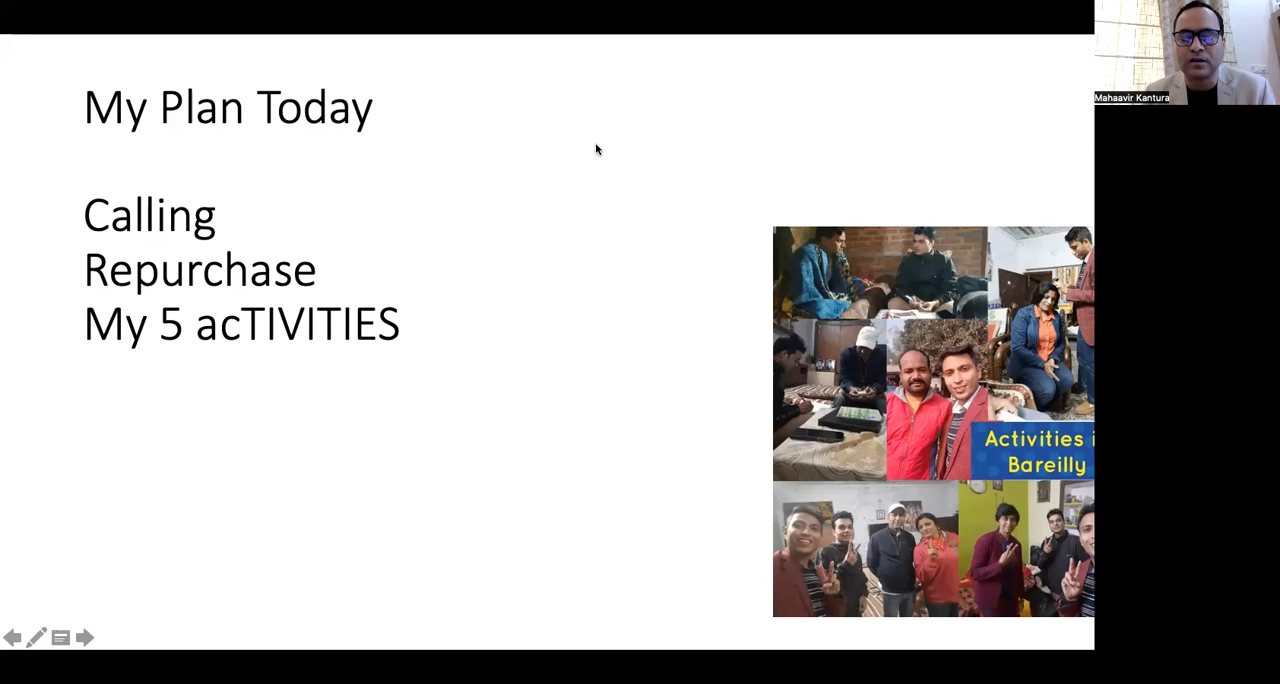 My Plan Today
Calling
Repurchase
My 5 acTIVITIES
Activities i
Bareilly
Mahaavir Kantura